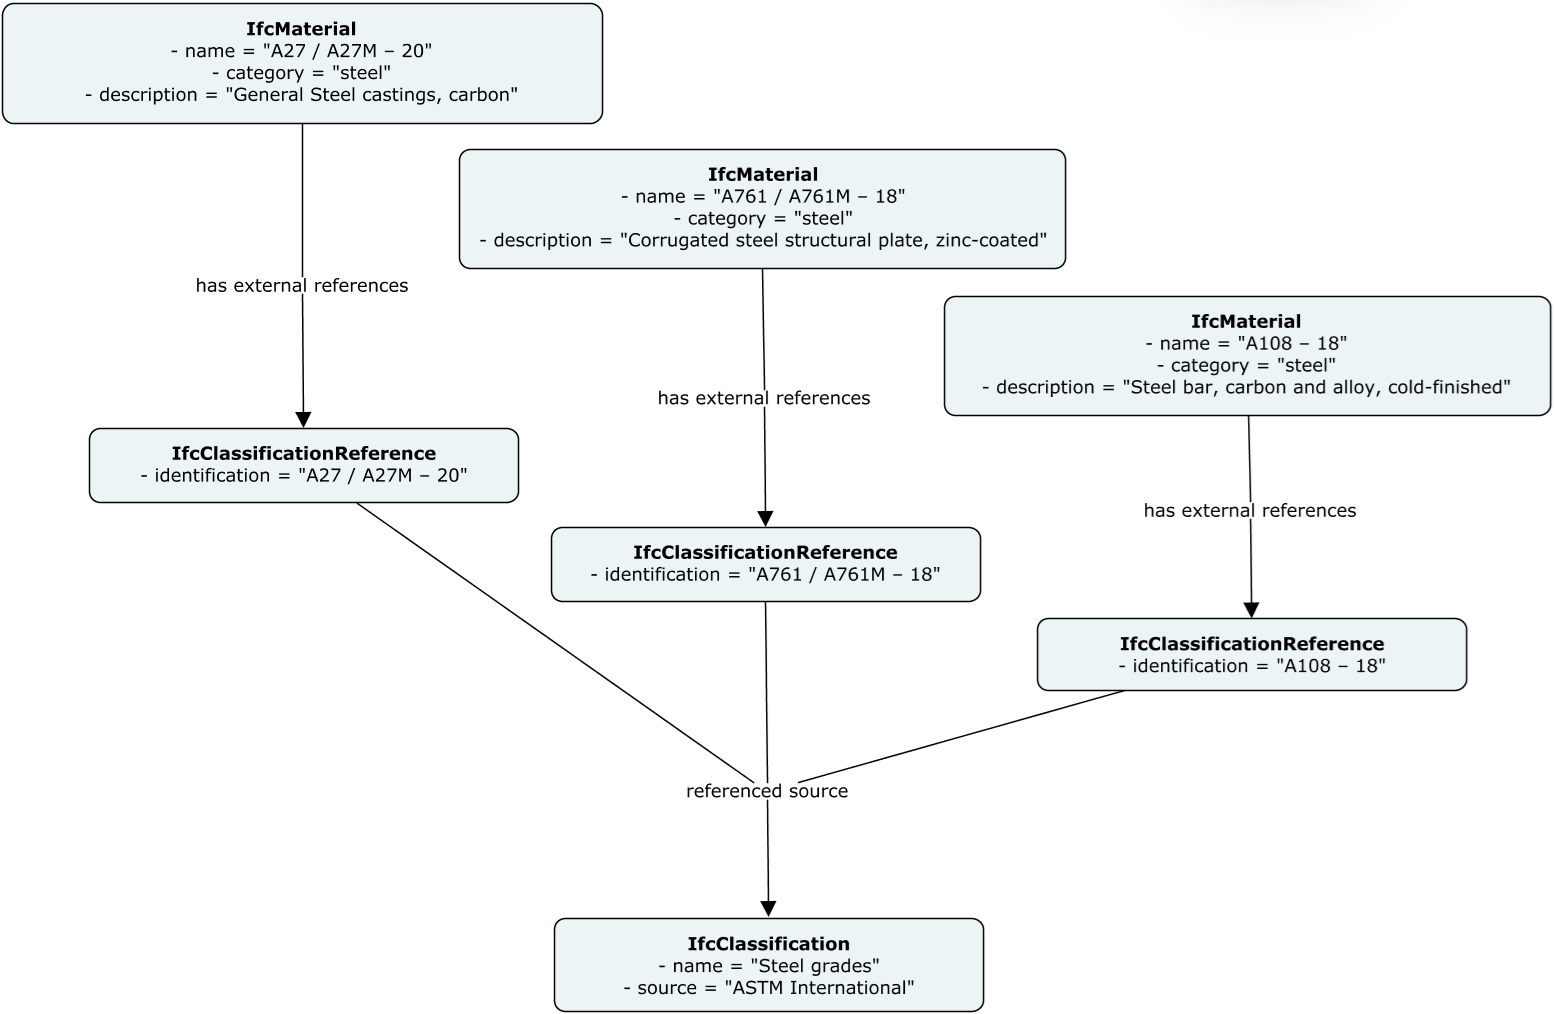 IfcMaterial
- name = "A27 / A27M – 20"
- category = "steel"
- description = "General Steel castings, carbon"
IfcMaterial
- name = "A761 / A761M – 18"
- category = "steel"
- description = "Corrugated steel structural plate, zinc-coated"
has external references
IfcMaterial
- name = "A108 – 18"
- category = "steel"
- description = "Steel bar, carbon and alloy, cold-finished"
has external references
IfcClassificationReference
- identification = "A27 / A27M – 20"
has external references
IfcClassificationReference
- identification = "A761 / A761M – 18"
IfcClassificationReference
- identification = "A108 – 18"
referenced source
IfcClassification
- name = "Steel grades"
- source = "ASTM International"